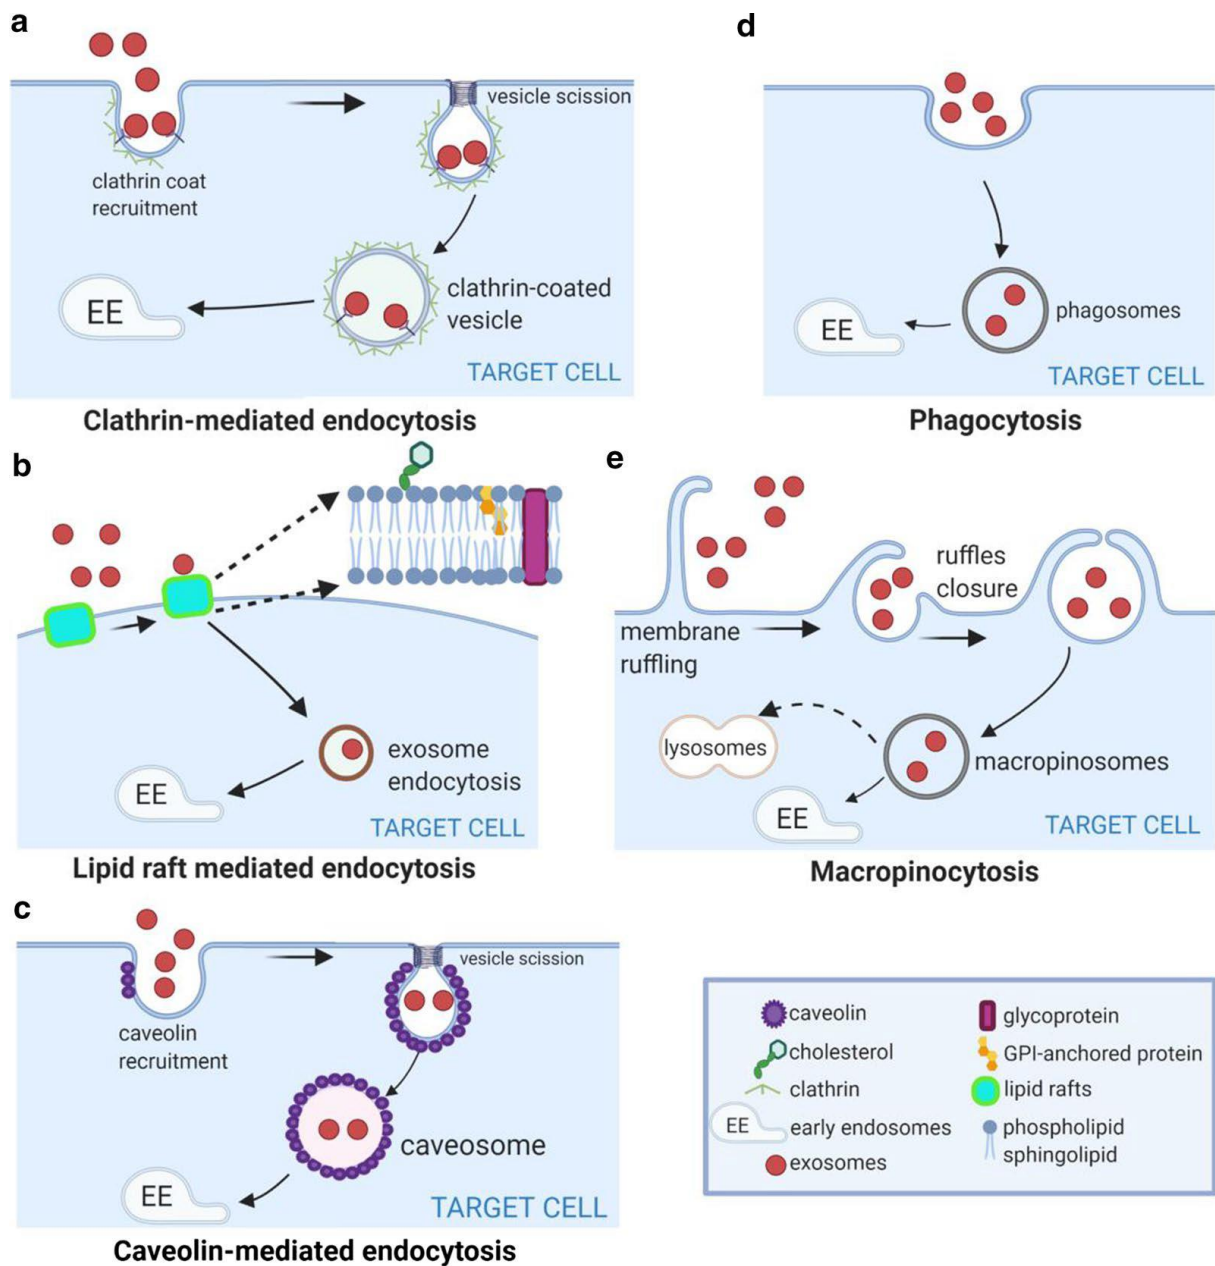 a
vesicle scission
clathrin coat
recruitment
clathrin-coated
vesicle
EE
TARGET CELL
Clathrin-mediated endocytosis
d
phagosomes
EE
TARGET CELL
Phagocytosis
b
exosome
endocytosis
EE
TARGET CELL
Lipid raft mediated endocytosis
e
ruffles
closure
membrane
ruffling
lysosomes
macropinosomes
EE
TARGET CELL
Macropinocytosis
c
vesicle scission
caveolin
recruitment
caveosome
EE
TARGET CELL
Caveolin-mediated endocytosis
caveolin
cholesterol
clathrin
EE
early endosomes
exosomes
glycoprotein
GPI-anchored protein
lipid rafts
phospholipid
sphingolipid